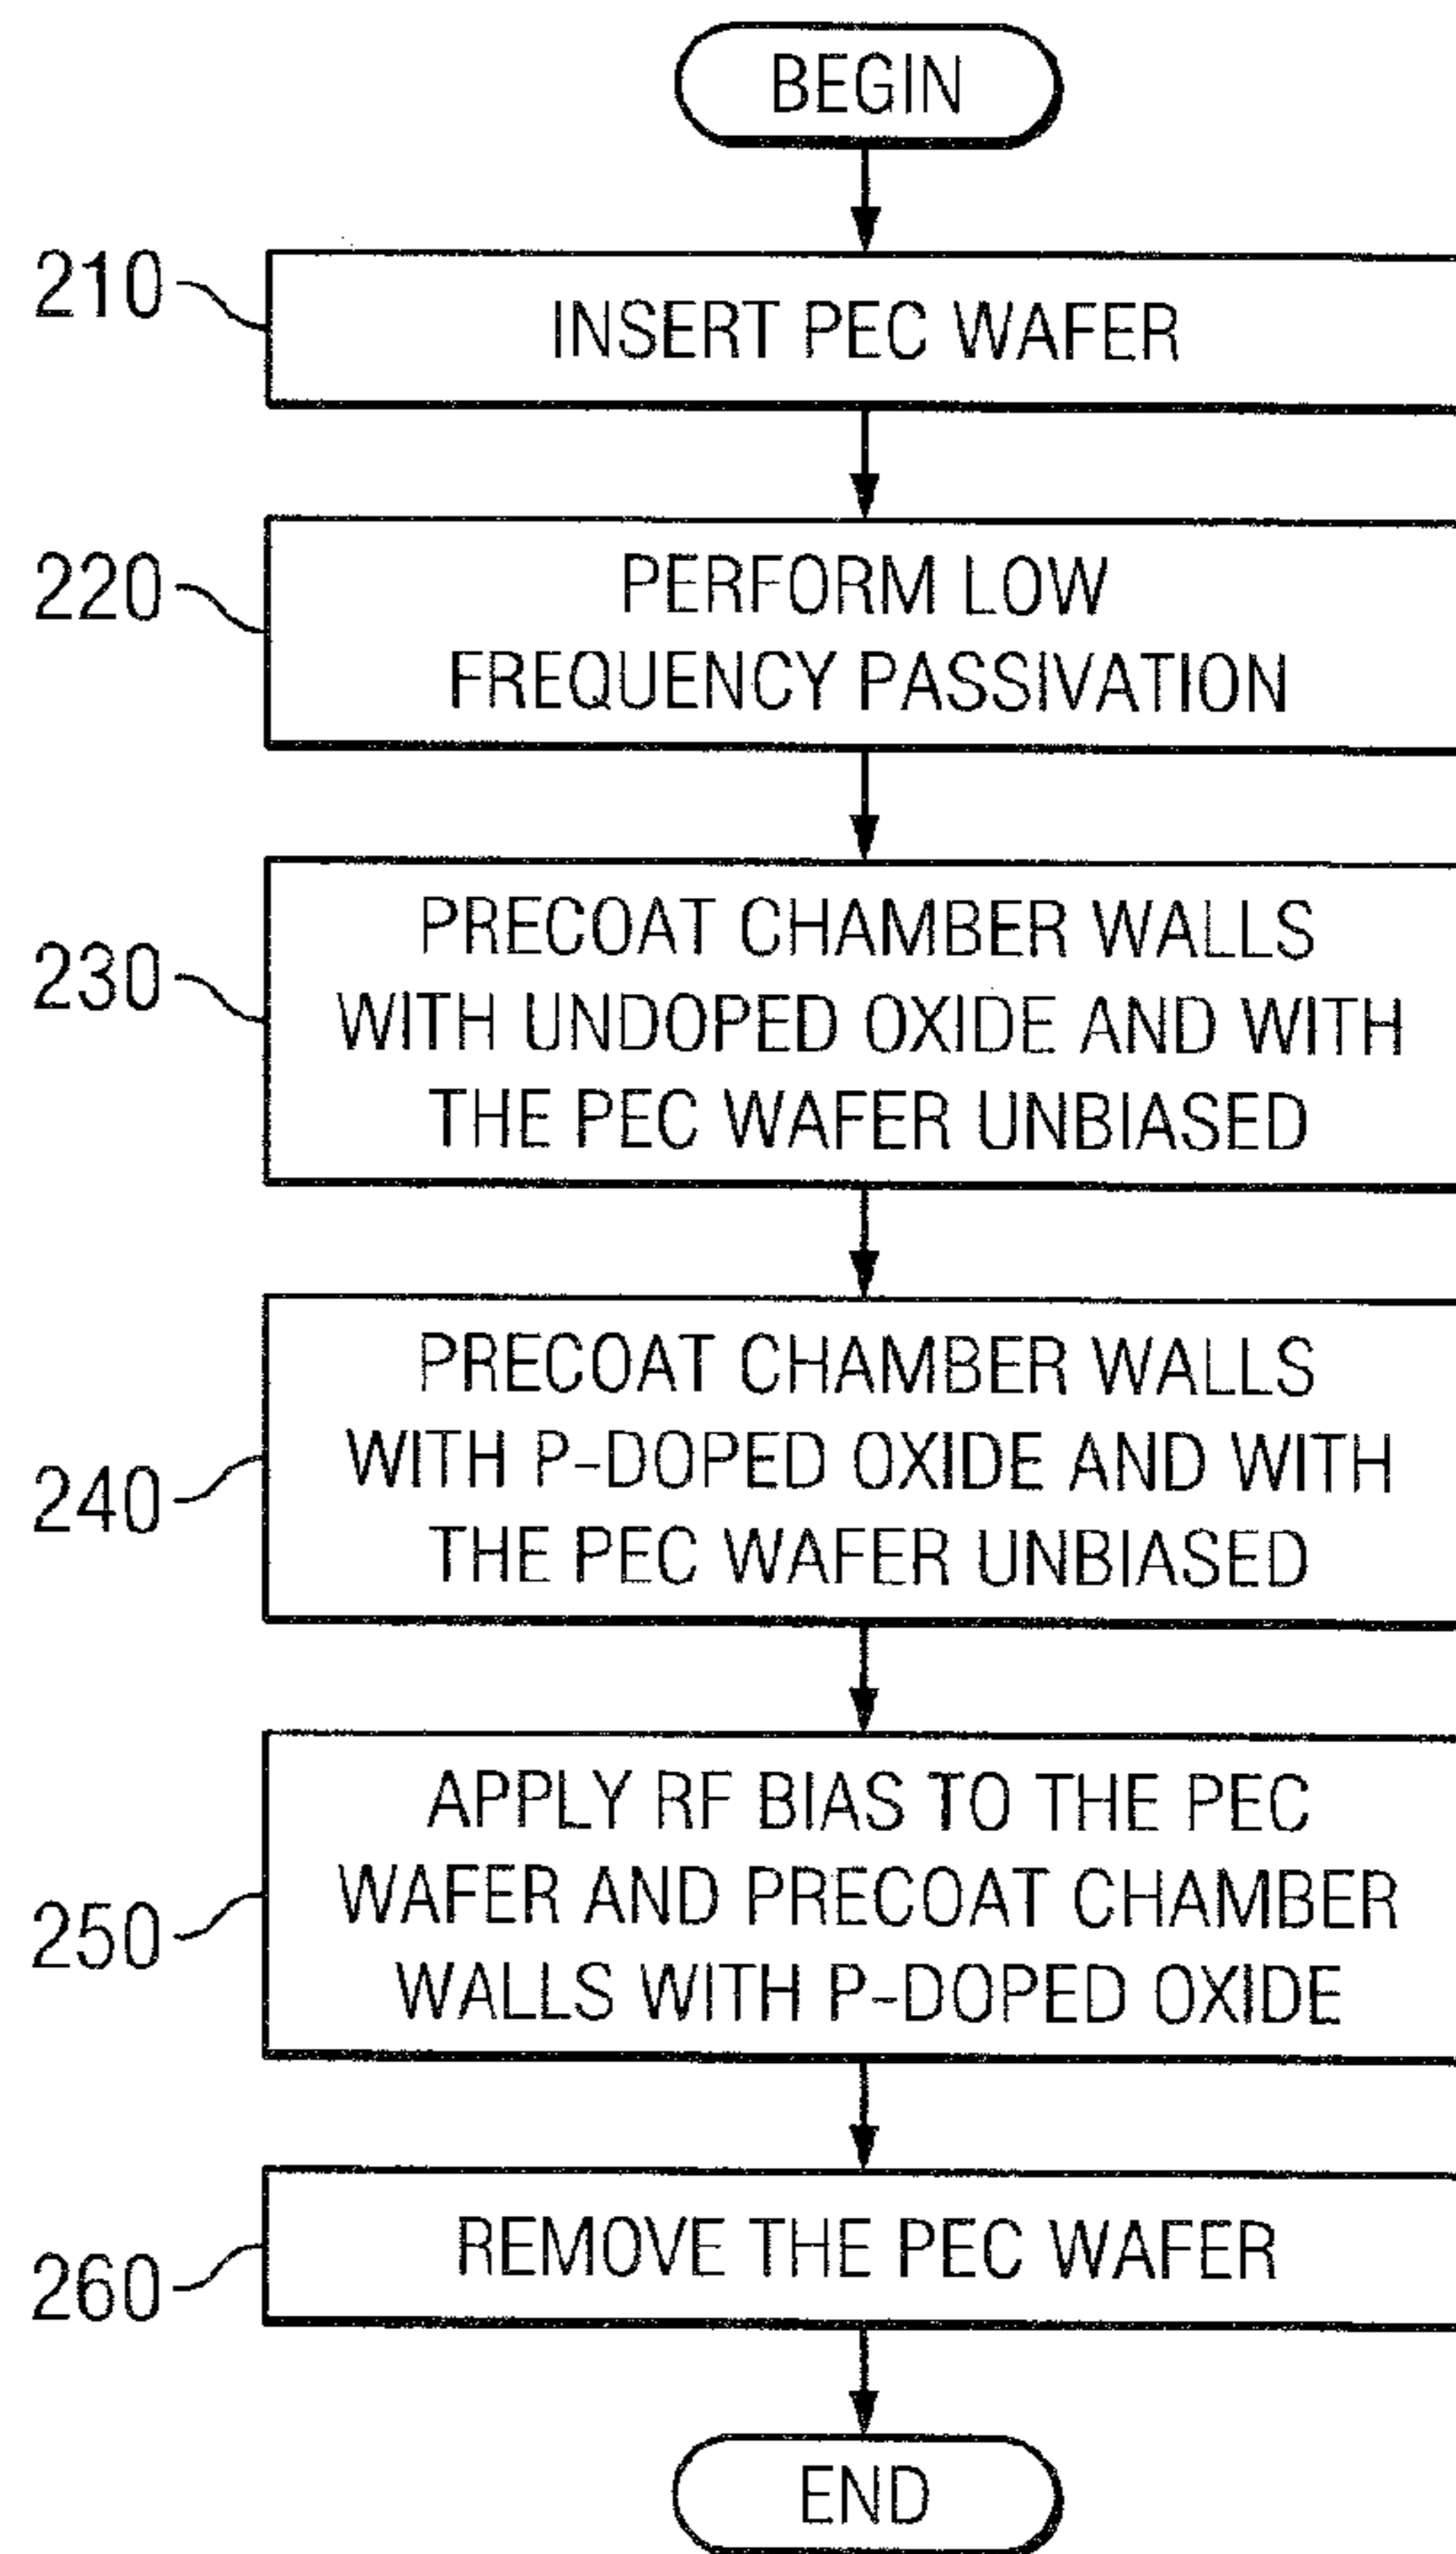 BEGIN
210
INSERT PEC WAFER
220
PERFORM LOW
FREQUENCY PASSIVATION
230
PRECOAT CHAMBER WALLS
WITH UNDOPED OXIDE AND WITH
THE PEC WAFER UNBIASED
240
PRECOAT CHAMBER WALLS
WITH P-DOPED OXIDE AND WITH
THE PEC WAFER UNBIASED
250
APPLY RF BIAS TO THE PEC
WAFER AND PRECOAT CHAMBER
WALLS WITH P-DOPED OXIDE
260
REMOVE THE PEC WAFER
END